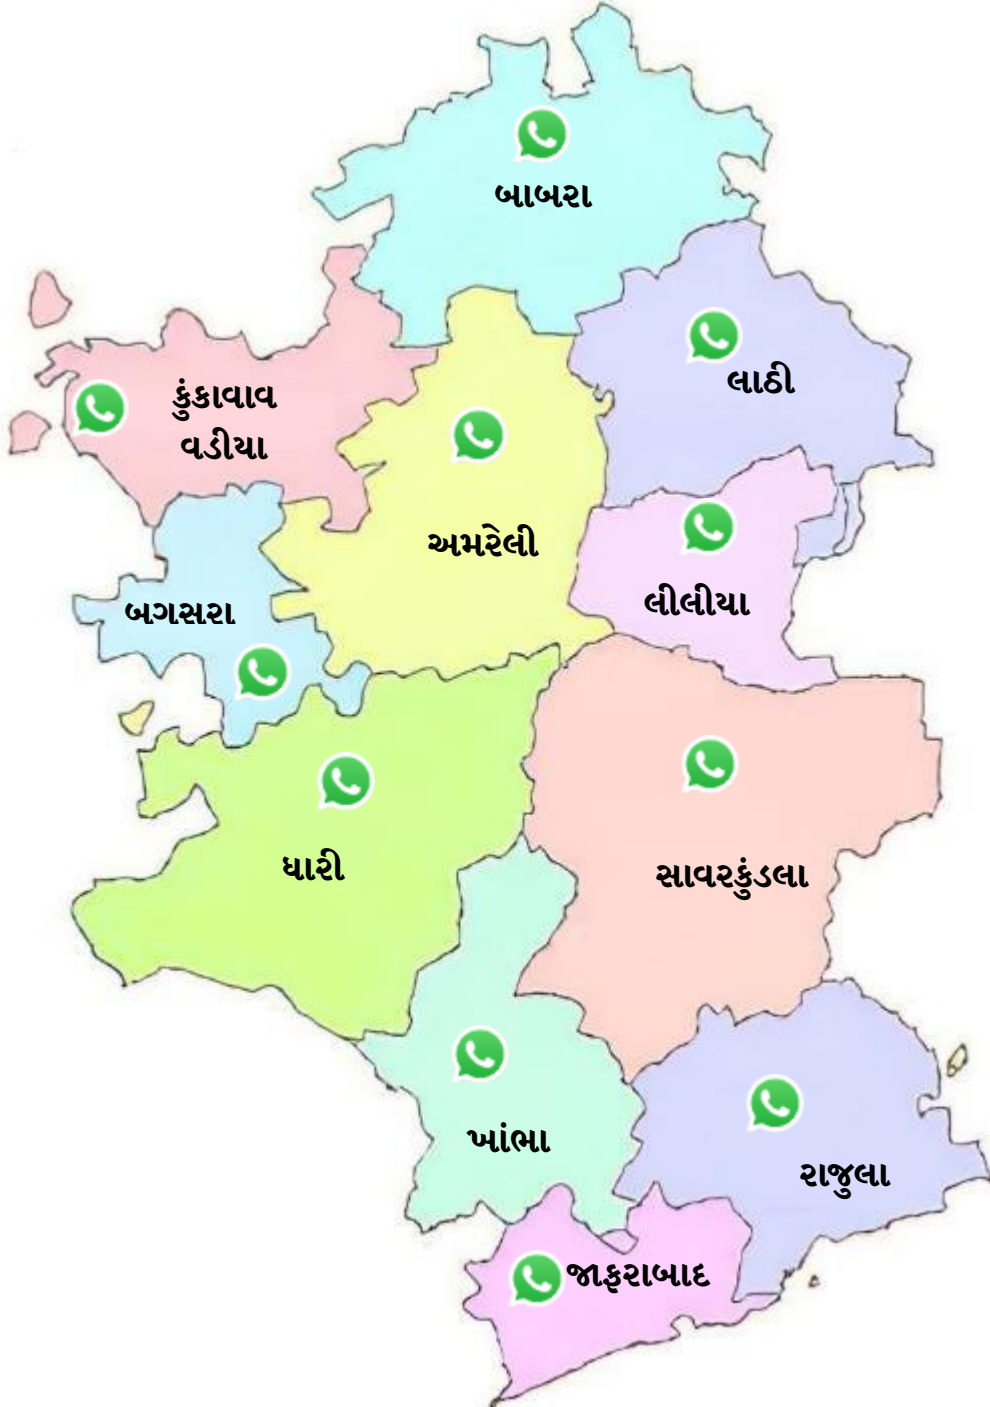 બાબરા
લાઠી
કુંકાવાવ
વડીયા
અમરેલી
લીલીયા
બગસરા
ધારી
સાવરકુંડલા
ખાંભા
રાજુલા
જાફરાબાદ